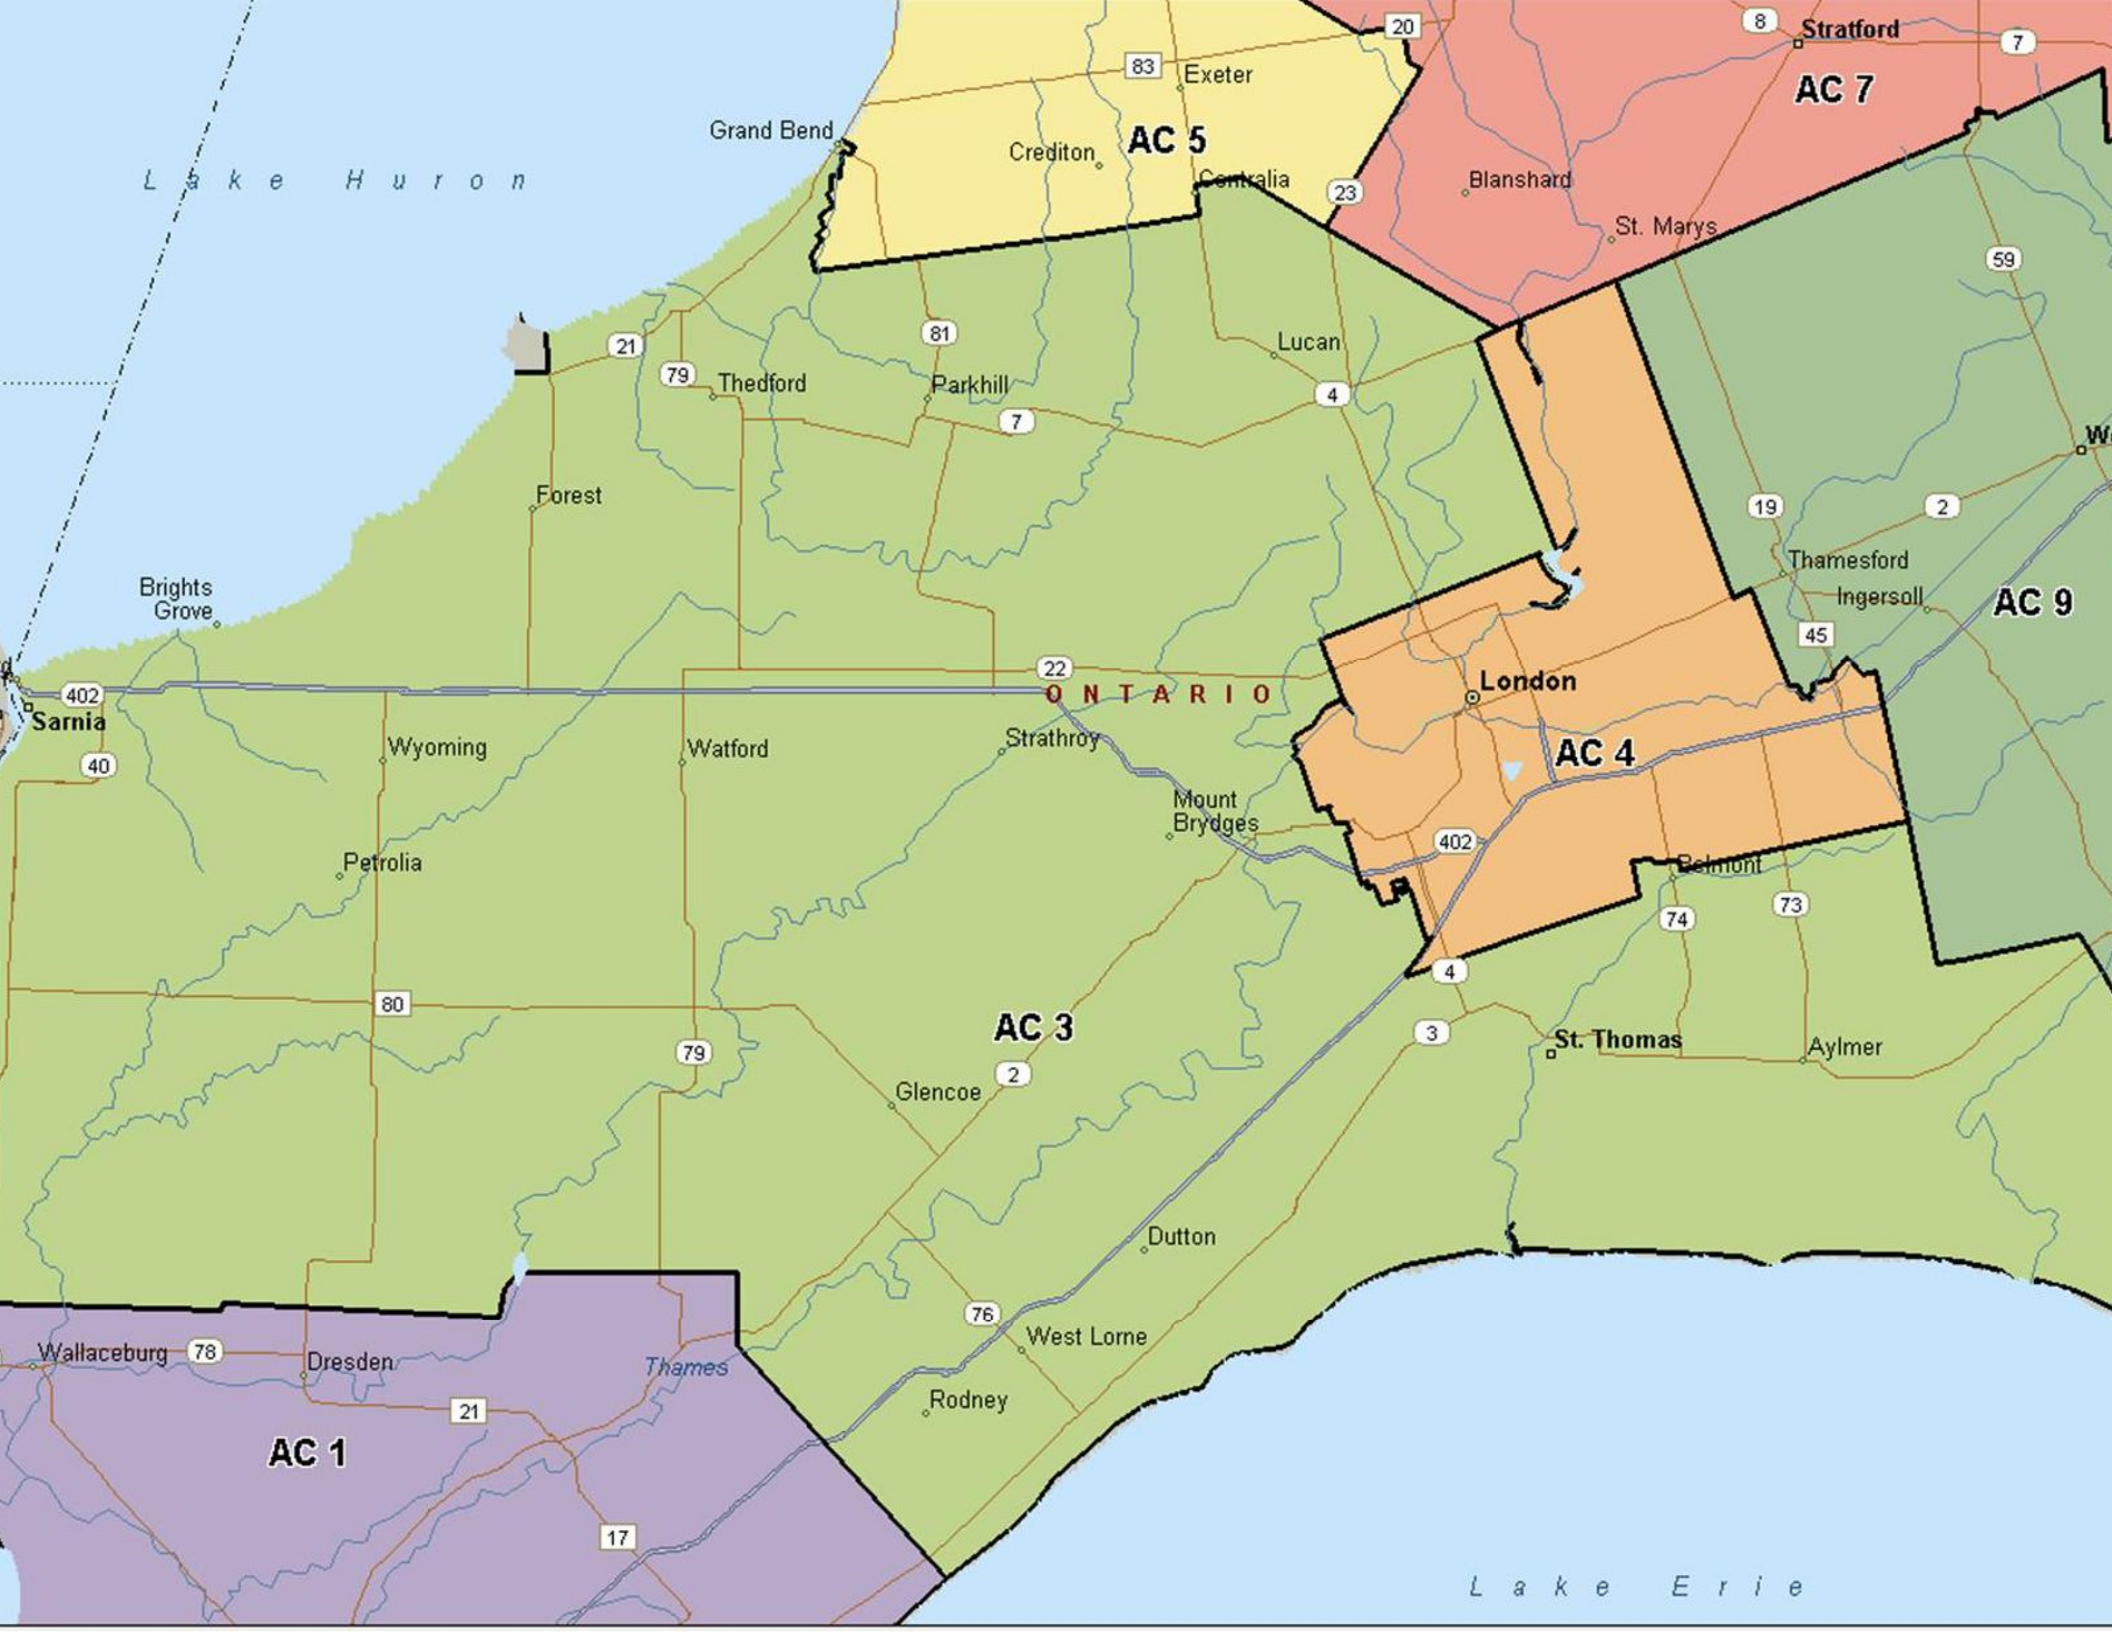 20
8
Stratford
7
83
Exeter
AC 7
Grand Bend
AC 5
Crediton
Lake Huron
Centralia
23
Blanshard
St. Marys
59
81
Lucan
21
79
Thedford
Parkhill
4
7
Forest
19
2
Thamesford
Brights
Grove
Ingersoll
AC 9
45
22
402
ONTARIO
London
Sarnia
Strathroy
Wyoming
Watford
AC 4
40
Mount
Brydges
402
Petrolia
Belmont
74
73
4
80
AC 3
3
St. Thomas
Aylmer
79
2
Glencoe
Dutton
76
West Lorne
Wallaceburg
78
Dresden
Thames
Rodney
21
AC 1
17
Lake Erie